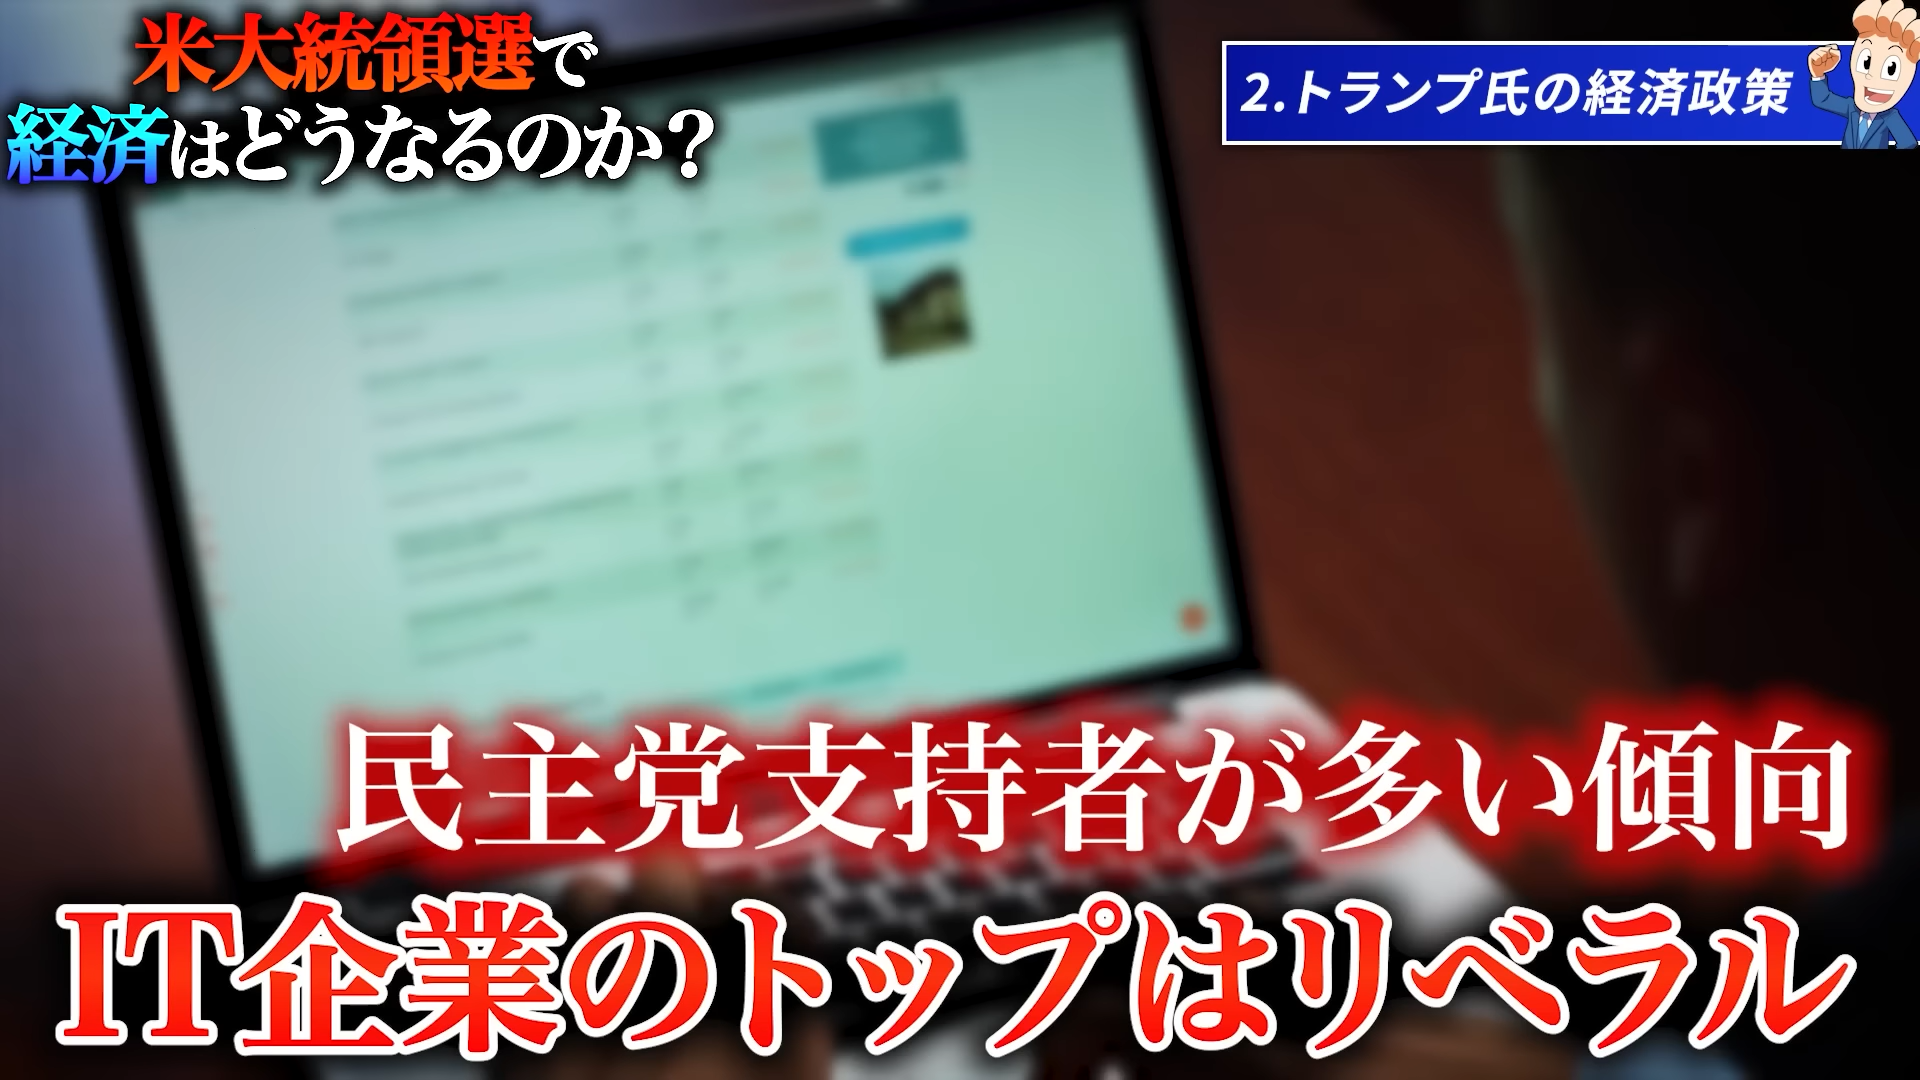 米大統領選で
経済はどうなるのか？
2.トランプ氏の経済政策
民主党支持者が多い傾向
IT企業のトップはリベラル